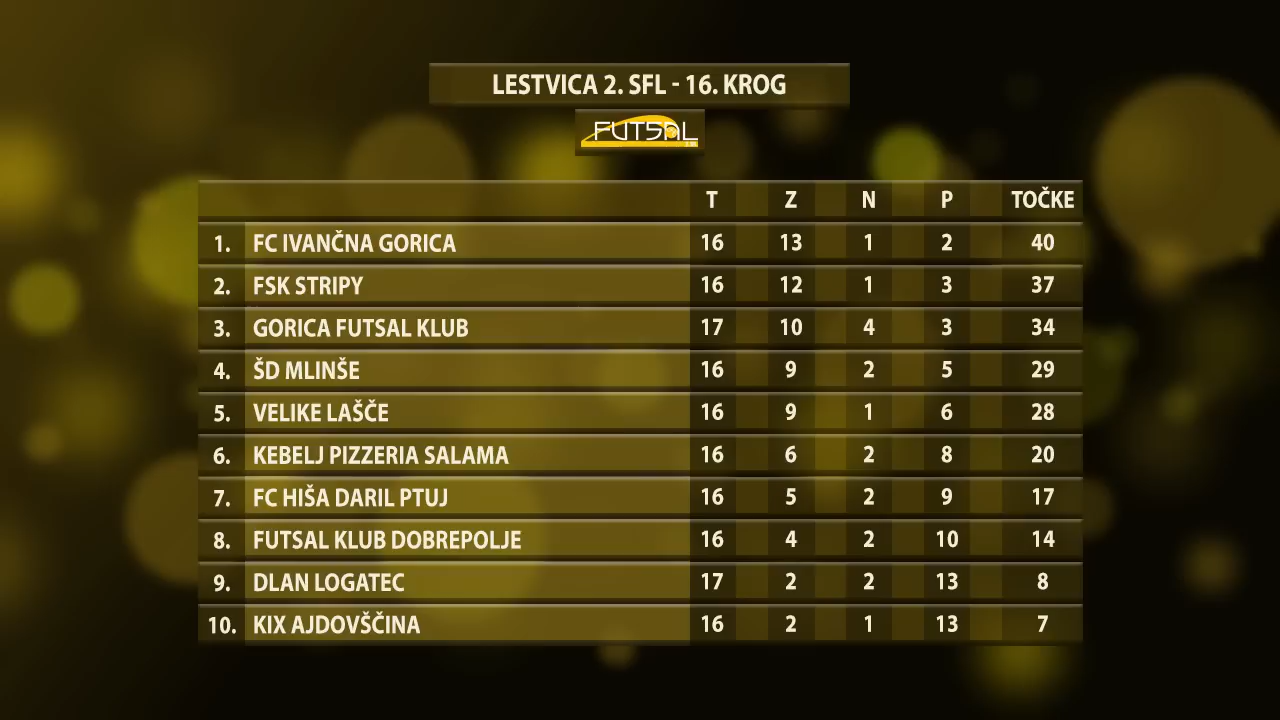 LESTVICA 2. SFL - 16. KROG
FUTSAL
T Z N P TOČKE
1. FC IVANČNA GORICA 16 13 1 2 40
2. FSK STRIPY 16 12 1 3 37
3. GORICA FUTSAL KLUB 17 10 4 3 34
4. ŠD MLINŠE 16 9 2 5 29
5. VELIKE LAŠČE 16 9 1 6 28
6. KEBELJ PIZZERIA SALAMA 16 6 2 8 20
7. FC HIŠA DARIL PTUJ 16 5 2 9 17
8. FUTSAL KLUB DOBREPOLJE 16 4 2 10 14
9. DLAN LOGATEC 17 2 2 13 8
10. KIX AJDOVŠČINA 16 2 1 13 7